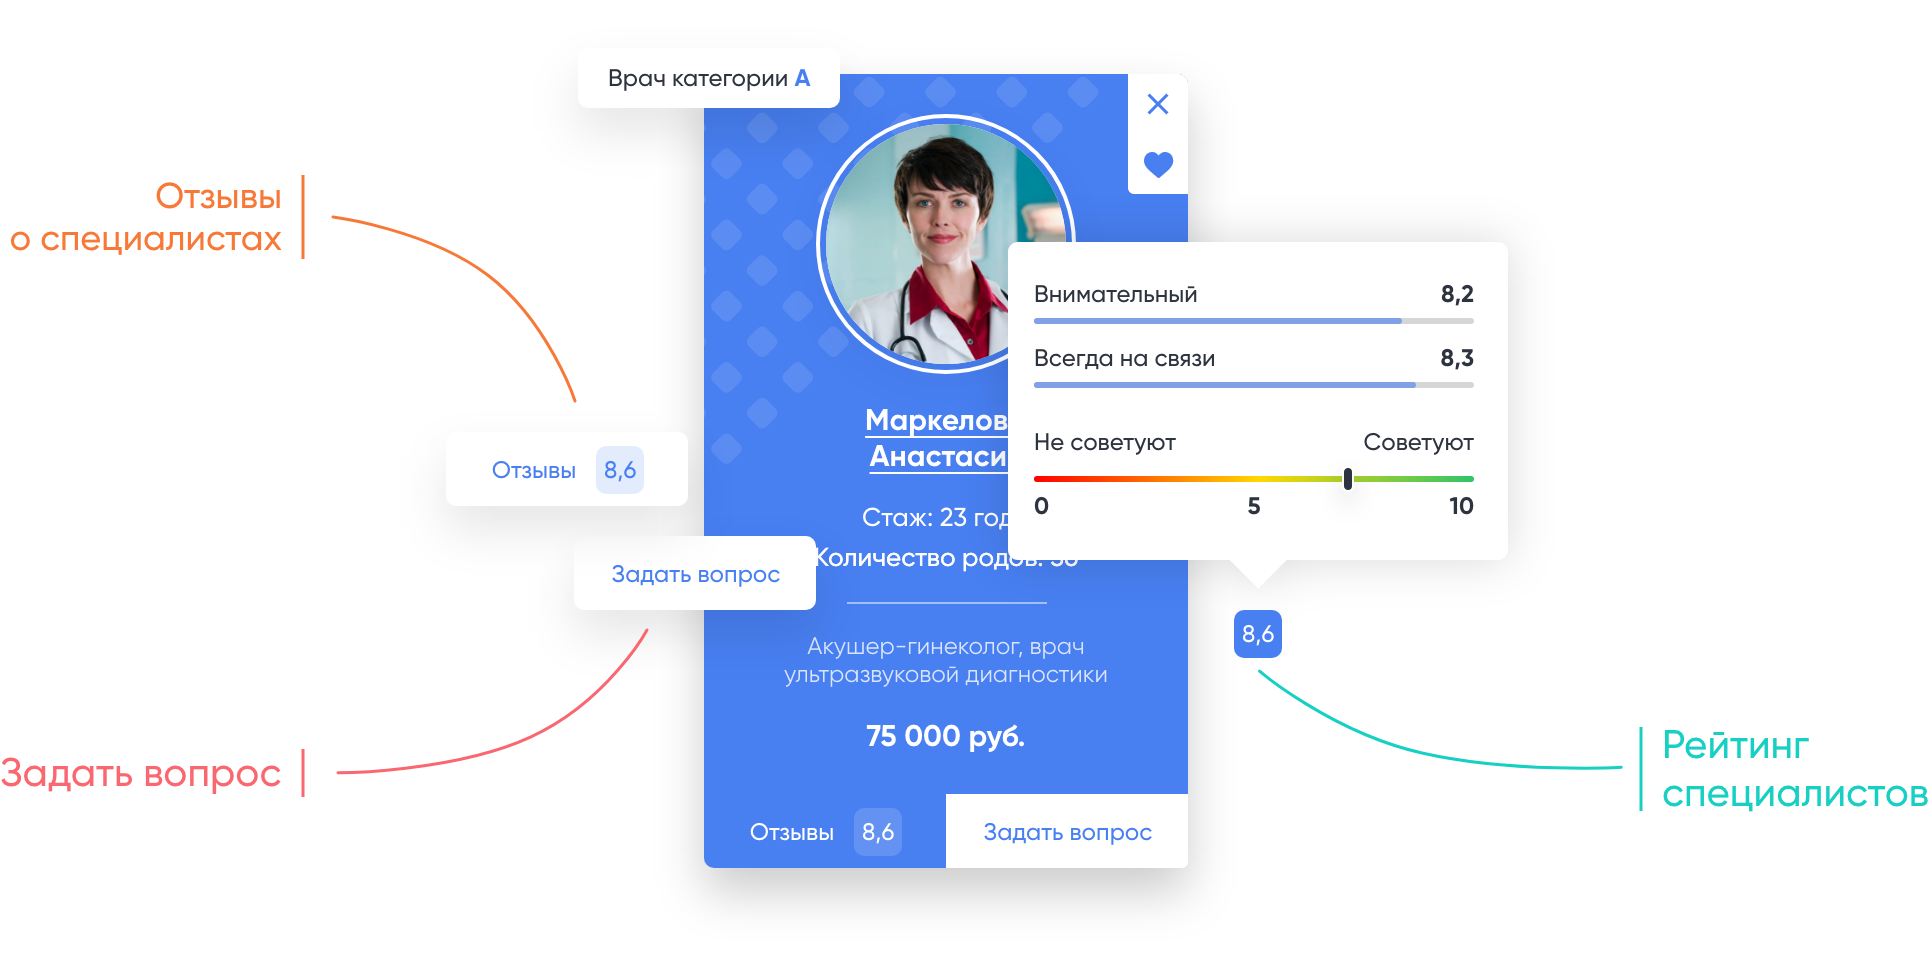 Врач категории А
Отзывы
о специалистах
Внимательный 8,2
Всегда на связи 8,3
Не советуют Советуют
0 5 10
Маркелов
Анастаси
Отзывы 8,6
Стаж: 23 год
Количество родов: 56
Задать вопрос
8,6
Акушер-гинеколог, врач
ультразвуковой диагностики
75 000 руб.
Задать вопрос
Рейтинг
специалистов
Отзывы 8,6
Задать вопрос